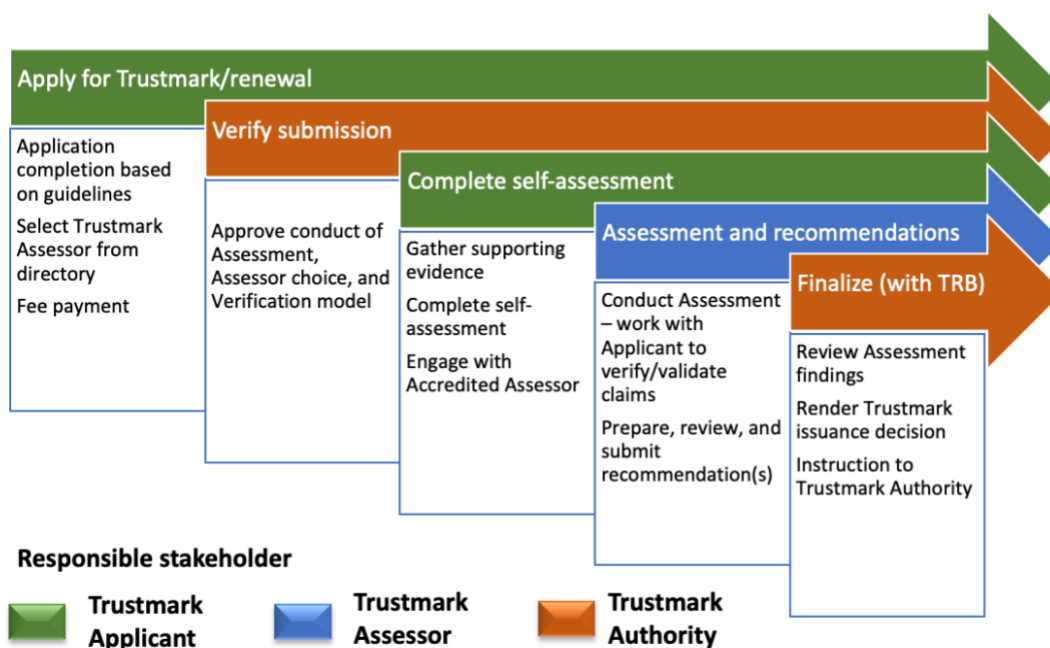 Apply for Trustmark/renewal
Application
completion based
on guidelines
Select Trustmark
Assessor from
directory
Fee payment
Verify submission
Approve conduct of
Assessment,
Assessor choice, and
Verification model
Complete self-assessment
Gather supporting
evidence
Complete self-
assessment
Engage with
Accredited Assessor
Assessment and recommendations
Conduct Assessment
– work with
Applicant to
verify/validate
claims
Prepare, review, and
submit
recommendation(s)
Finalize (with TRB)
Review Assessment
findings
Render Trustmark
issuance decision
Instruction to
Trustmark Authority
Responsible stakeholder
Trustmark
Applicant
Trustmark
Assessor
Trustmark
Authority